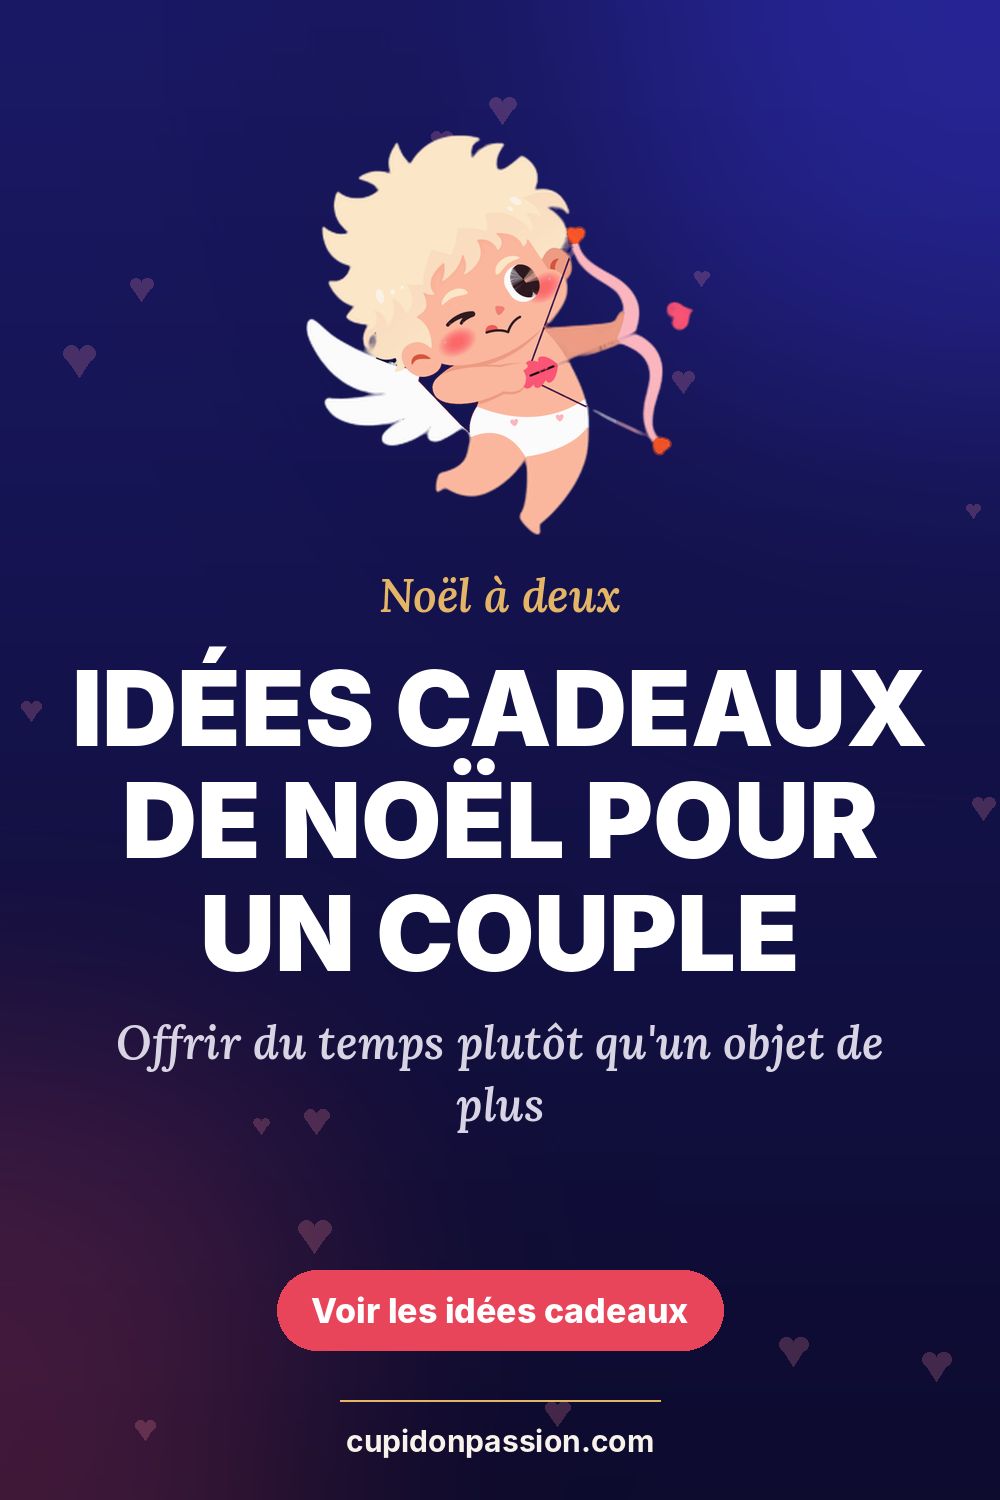 Noël à deux
IDÉES CADEAUX
DE NOËL POUR
UN COUPLE
Offrir du temps plutôt qu'un objet de
plus
Voir les idées cadeaux
cupidonpassion.com